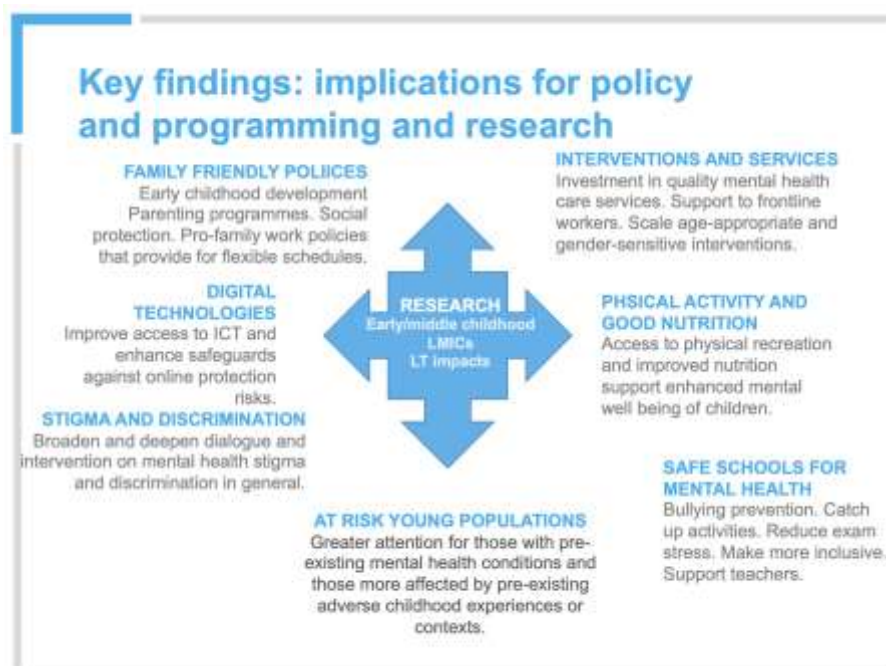 Key findings: implications for policy
and programming and research
FAMILY FRIENDLY POLIICES
Early childhood development
Parenting programmes. Social
protection. Pro-family work policies
that provide for flexible schedules.
INTERVENTIONS AND SERVICES
Investment in quality mental health
care services. Support to frontline
workers. Scale age-appropriate and
gender-sensitive interventions.
DIGITAL
TECHNOLOGIES
Improve access to ICT and
enhance safeguards
against online protection
risks.
RESEARCH
Early/middle childhood
LMICs
LT impacts
PHSICAL ACTIVITY AND
GOOD NUTRITION
Access to physical recreation
and improved nutrition
support enhanced mental
well being of children.
STIGMA AND DISCRIMINATION
Broaden and deepen dialogue and
intervention on mental health stigma
and discrimination in general.
AT RISK YOUNG POPULATIONS
Greater attention for those with pre-
existing mental health conditions and
those more affected by pre-existing
adverse childhood experiences or
contexts.
SAFE SCHOOLS FOR
MENTAL HEALTH
Bullying prevention. Catch
up activities. Reduce exam
stress. Make more inclusive.
Support teachers.